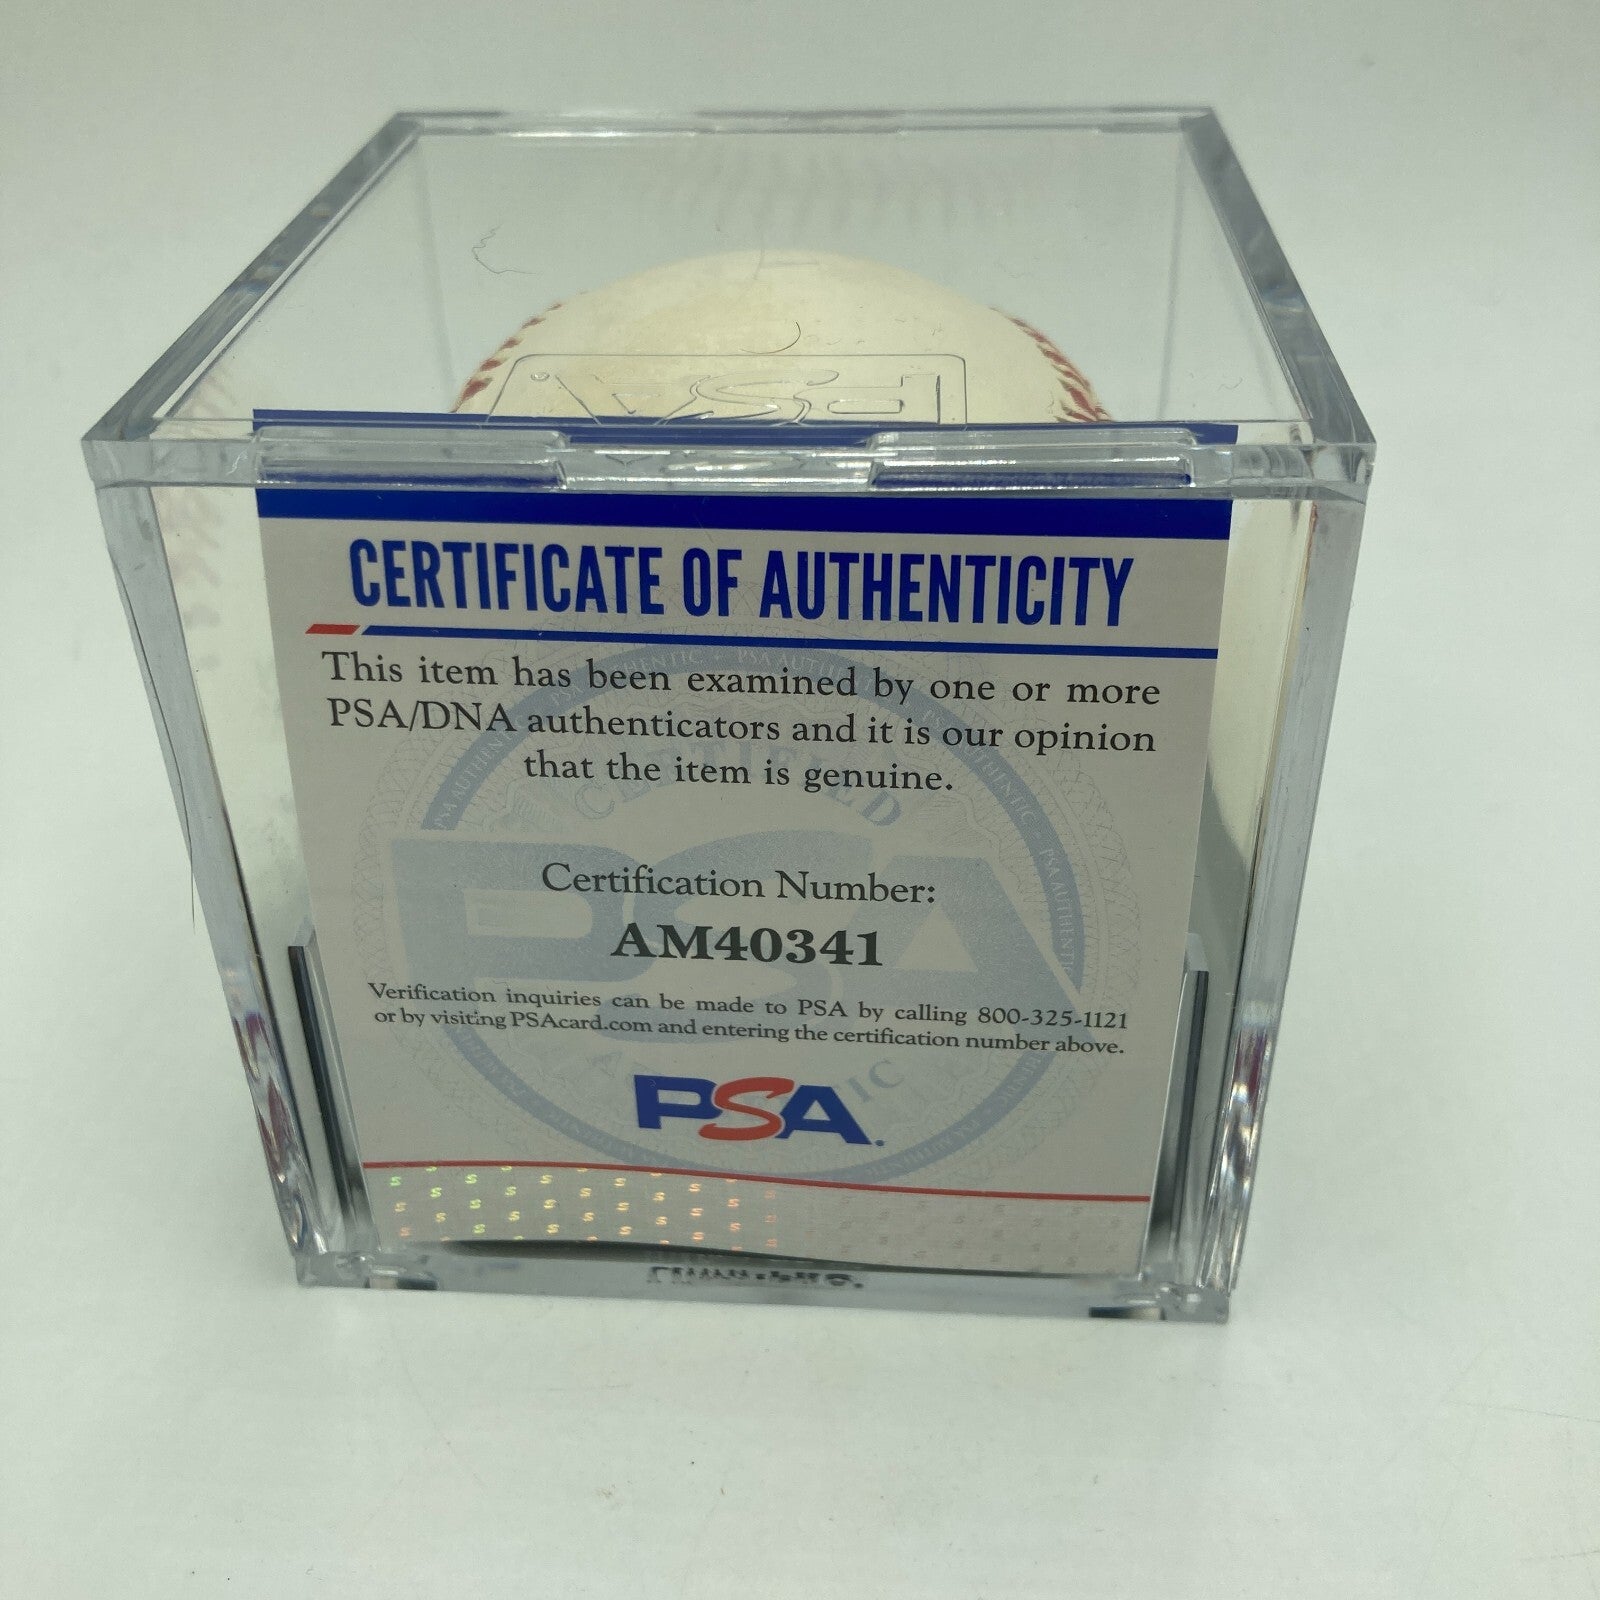 CERTIFICATE OF AUTHENTICITY
This item has been examined by one or more
PSA/DNA authenticators and it is our opinion
that the item is genuine.
Certification Number:
AM40341
Verification inquiries can be made to PSA by calling 800-325-1121
or by visiting PSAcard.com and entering the certification number above.
PSA